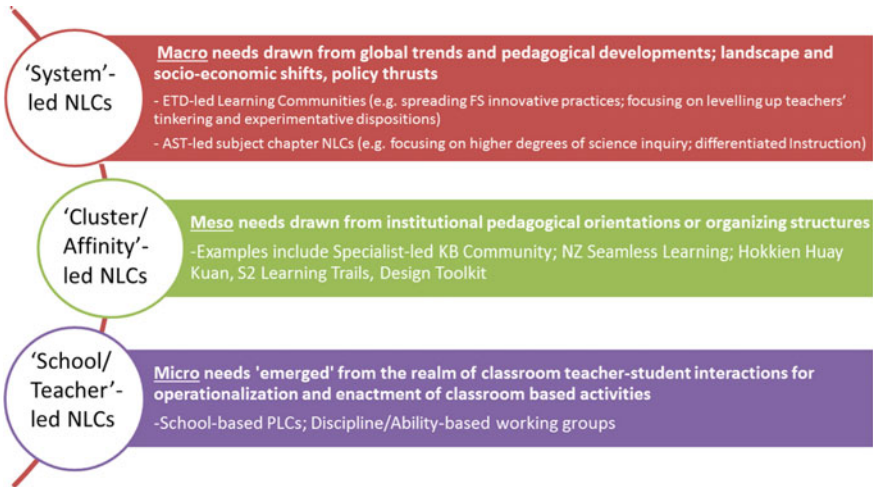 'System'-
led NLCs
Macro needs drawn from global trends and pedagogical developments; landscape and
socio-economic shifts, policy thrusts
- ETD-led Learning Communities (e.g. spreading FS innovative practices; focusing on levelling up teachers'
tinkering and experimentative dispositions)
- AST-led subject chapter NLCs (e.g. focusing on higher degrees of science inquiry; differentiated Instruction)
'Cluster/
Affinity'-
led NLCs
Meso needs drawn from institutional pedagogical orientations or organizing structures
-Examples include Specialist-led KB Community; NZ Seamless Learning; Hokkien Huay
Kuan, S2 Learning Trails, Design Toolkit
'School/
Teacher'-
led NLCs
Micro needs 'emerged' from the realm of classroom teacher-student interactions for
operationalization and enactment of classroom based activities
-School-based PLCs; Discipline/Ability-based working groups